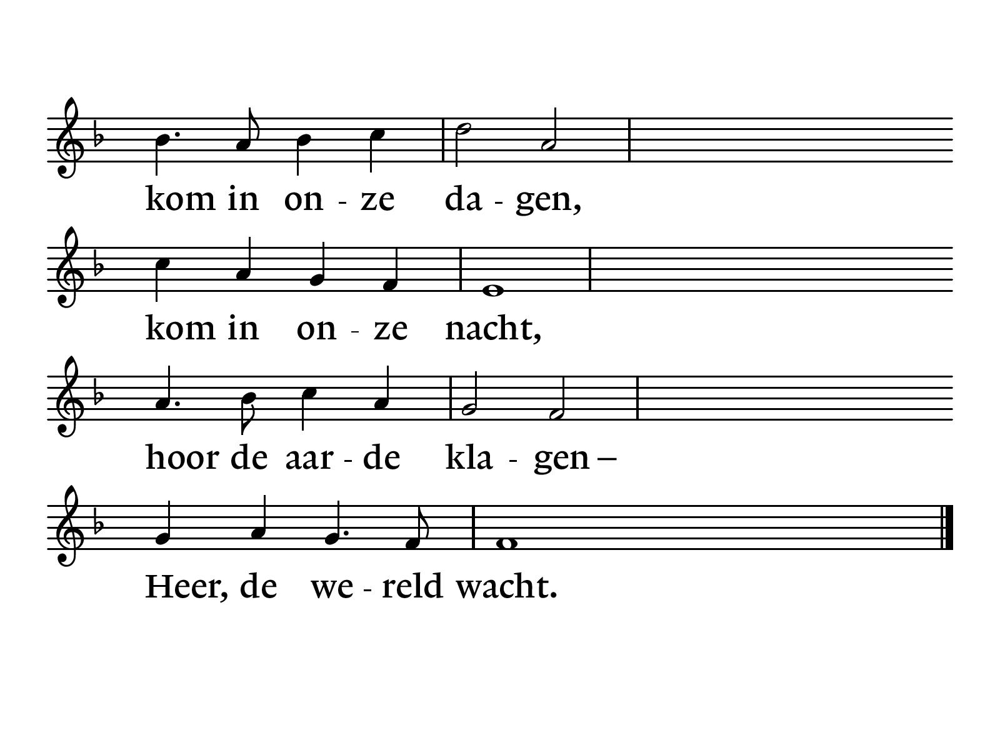 kom in on - ze da - gen,
kom in on - ze nacht,
hoor de aar - de kla - gen –
Heer, de we - reld wacht.